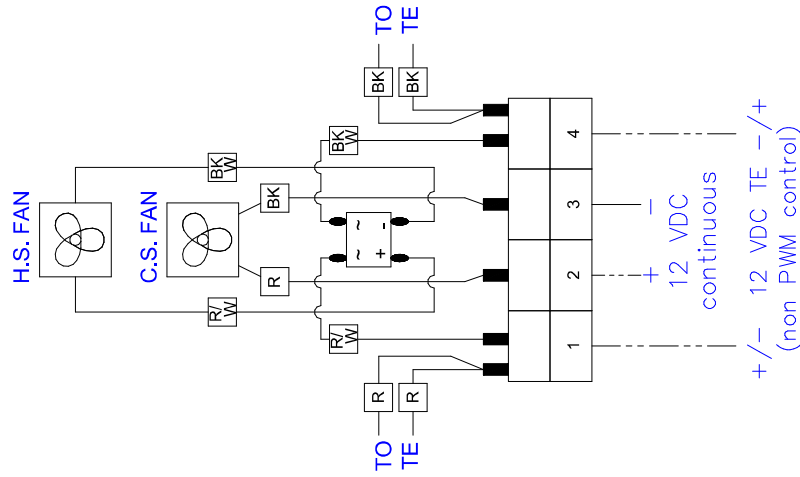 H.S. FAN
C.S. FAN
BK/W
R/W
BK
R
BK/W
R/W
~ ~
+ -
TO
TE
BK
BK
TO
TE
R
R
1 2 3 4
+ -
12 VDC
continuous
+/- 12 VDC TE -/+
(non PWM control)